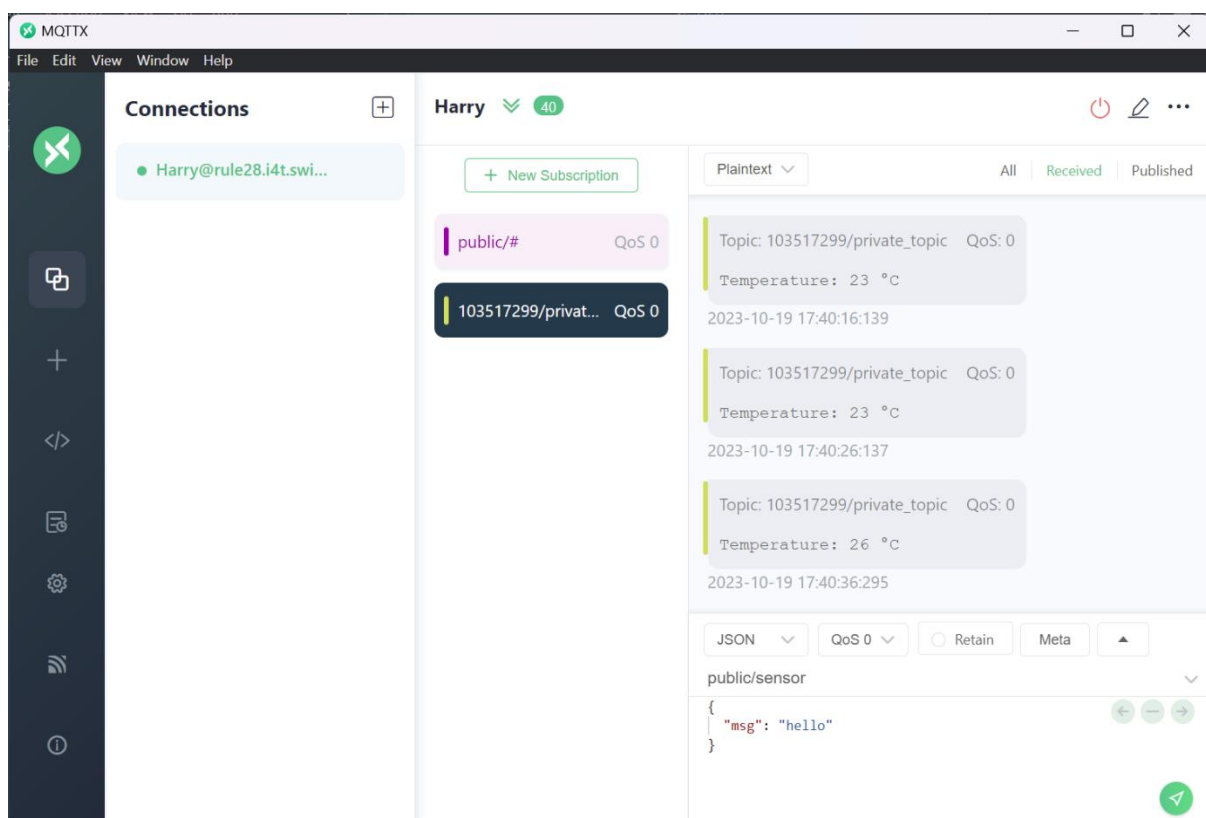 MQTTX
File Edit View Window Help
Connections
Harry@rule28.i4t.swi...
Harry 40
+ New Subscription
public/# QoS 0
103517299/privat... QoS 0
Plaintext All Received Published
Topic: 103517299/private_topic QoS: 0
Temperature: 23 °C
2023-10-19 17:40:16:139
Topic: 103517299/private_topic QoS: 0
Temperature: 23 °C
2023-10-19 17:40:26:137
Topic: 103517299/private_topic QoS: 0
Temperature: 26 °C
2023-10-19 17:40:36:295
JSON QoS 0 Retain Meta
public/sensor
{
"msg": "hello"
}